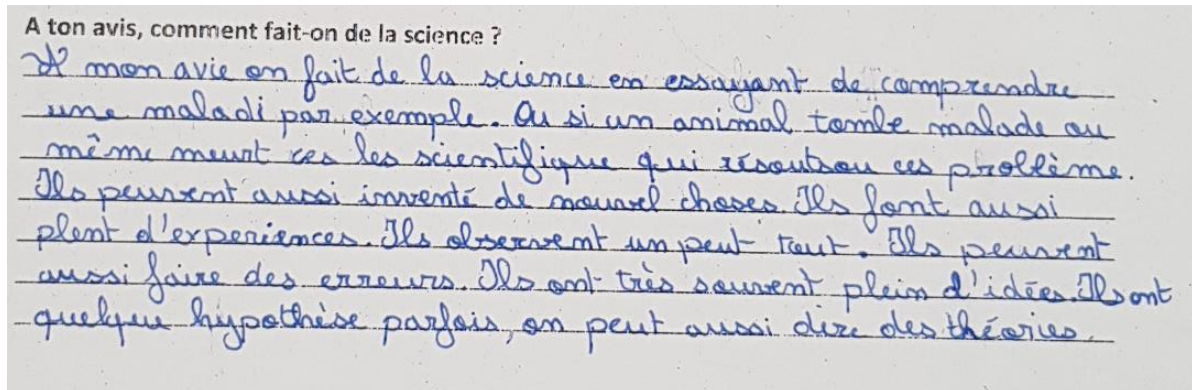 A ton avis, comment fait-on de la science ?
A mon avie on fait de la science en essayant de comprendre
une maladi par exemple. Ou si un animal tombe malade ou
même meurt ces les scientifique qui résoutrou ces problème.
Ils peuvent aussi inventé de nouvel choses. Ils font aussi
plent d'experiences. Ils observent un peut tout. Ils peuvent
aussi faire des erreurs. Ils ont très souvent plein d'idées. Ils ont
quelque hypothèse parfois, on peut aussi dire des théories.